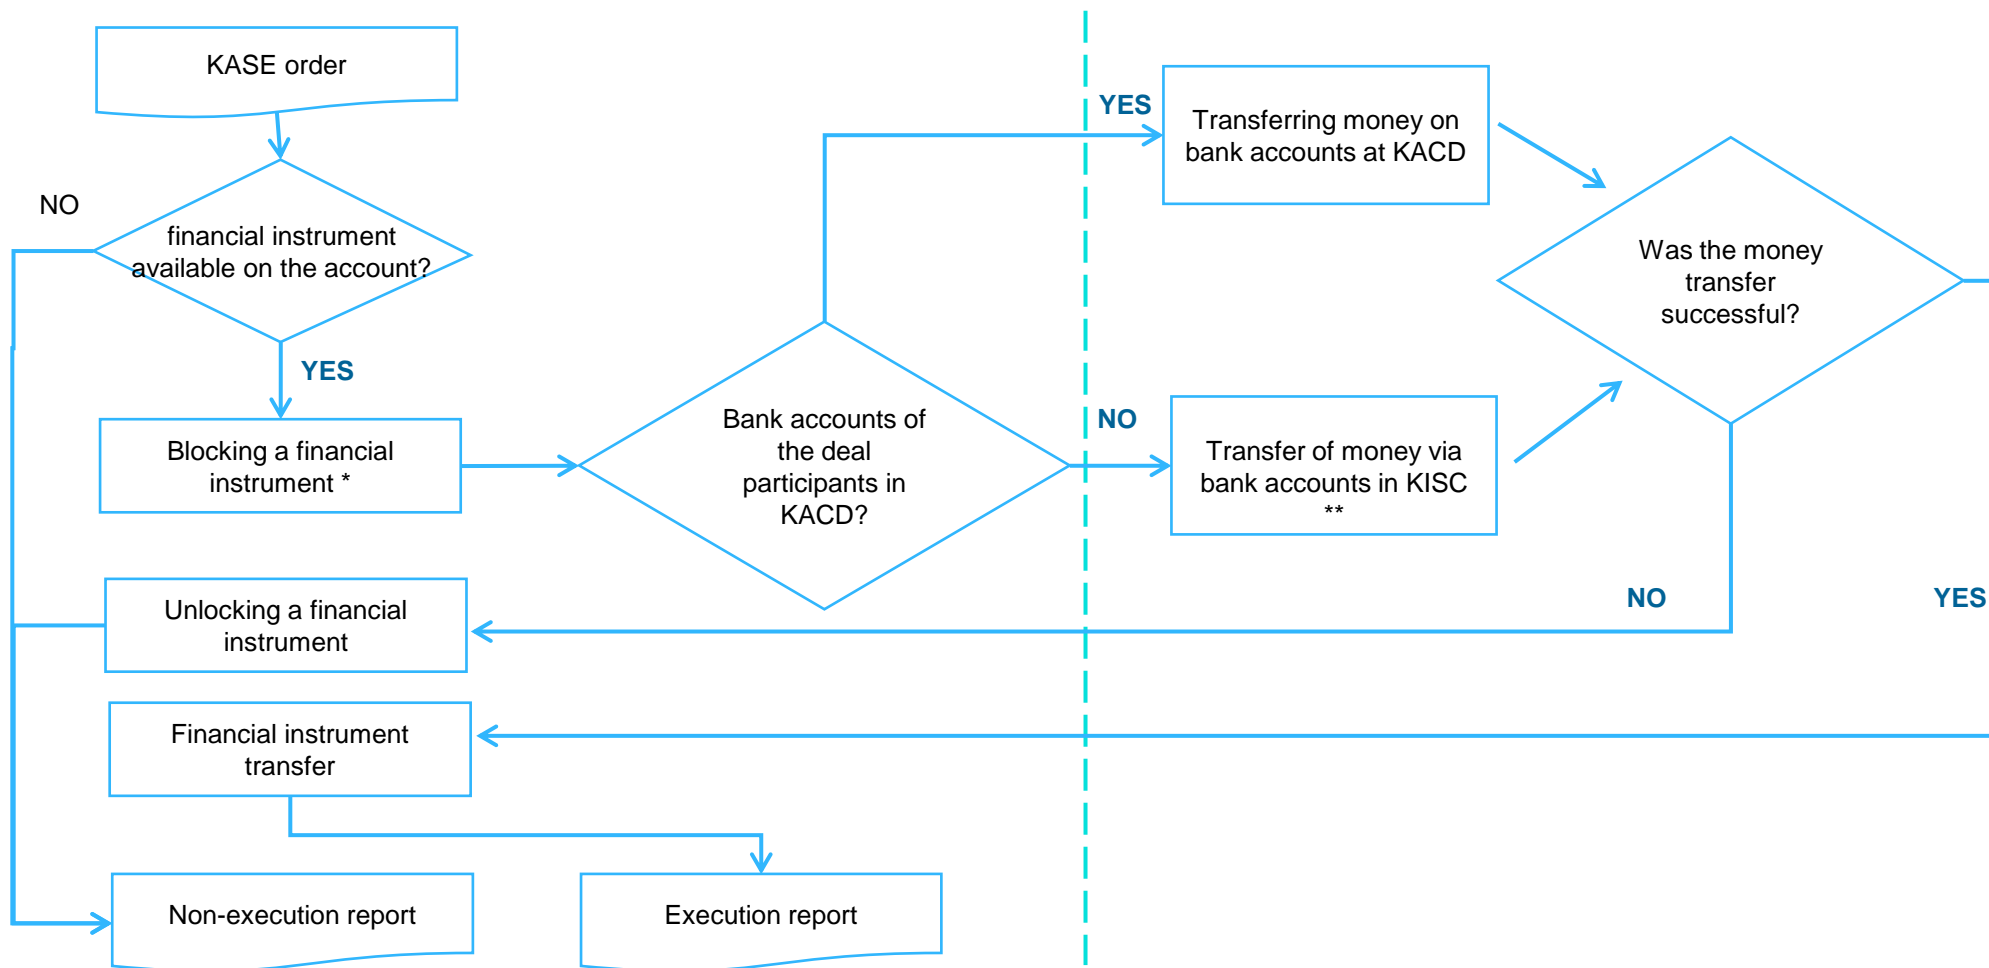 KASE order
NO
financial instrument
available on the account?
YES
Blocking a financial
instrument *
Bank accounts of
the deal
participants in
KACD?
YES
Transferring money on
bank accounts at KACD
NO
Transfer of money via
bank accounts in KISC
**
Was the money
transfer
successful?
NO
YES
Unlocking a financial
instrument
Financial instrument
transfer
Non-execution report
Execution report